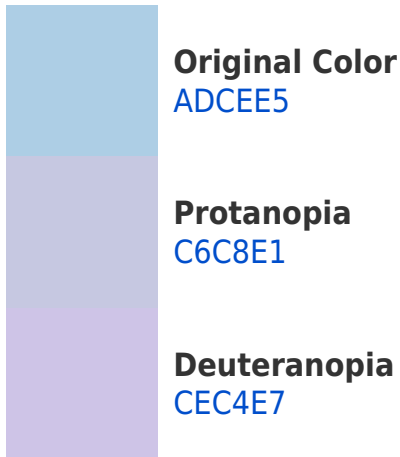 Original Color
ADCEE5
Protanopia
C6C8E1
Deuteranopia
CEC4E7